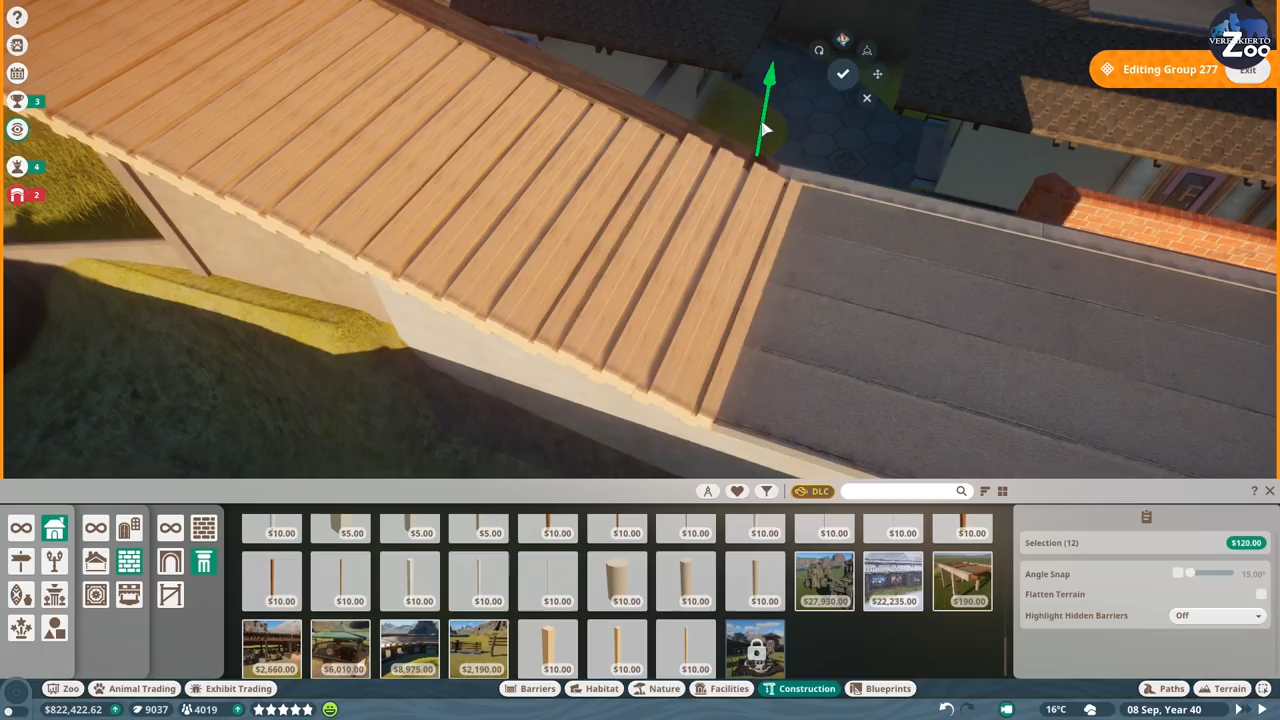 ?
VEREKKIERTO
Zoo
Editing Group 277
Exit
3
4
2
DLC
? 
$10.00 $5.00 $5.00 $10.00 $10.00 $10.00 $10.00 $10.00 $10.00 $10.00 $10.00
$10.00 $10.00 $10.00 $10.00 $10.00 $10.00 $10.00 $10.00 $27,930.00 $22,235.00 $190.00
$2,660.00 $6,010.00 $8,975.00 $2,190.00 $10.00 $10.00 $10.00
Selection (12) $120.00
Angle Snap 15.00°
Flatten Terrain
Highlight Hidden Barriers Off
Zoo Animal Trading Exhibit Trading Barriers Habitat Nature Facilities Construction Blueprints Paths Terrain
$822,422.62 9037 4019 16°C 08 Sep, Year 40